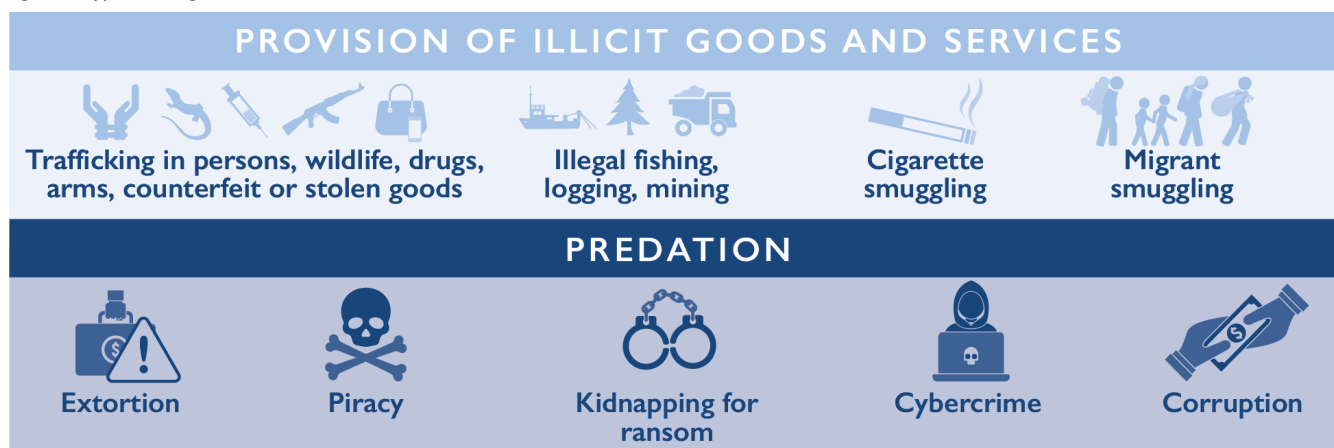 PROVISION OF ILLICIT GOODS AND SERVICES
Trafficking in persons, wildlife, drugs,
arms, counterfeit or stolen goods
Illegal fishing,
logging, mining
Cigarette
smuggling
Migrant
smuggling
PREDATION
$
!
Extortion
Piracy
Kidnapping for
ransom
Cybercrime
$
Corruption